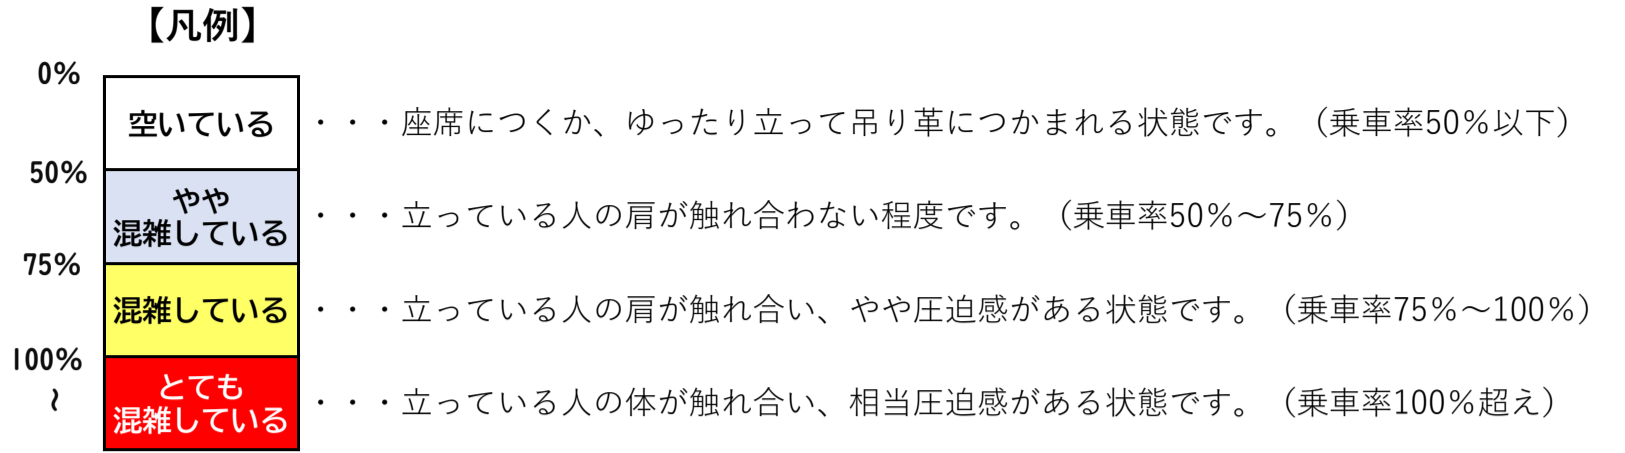 【凡例】
0%
空いている ・・・座席につくか、ゆったり立って吊り革につかまれる状態です。（乗車率50％以下）
50%
やや
混雑している ・・・立っている人の肩が触れ合わない程度です。（乗車率50％～75％）
75%
混雑している ・・・立っている人の肩が触れ合い、やや圧迫感がある状態です。（乗車率75％～100％）
100%
～
とても
混雑している ・・・立っている人の体が触れ合い、相当圧迫感がある状態です。（乗車率100％超え）